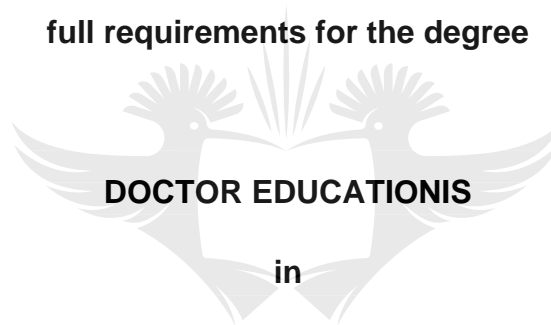 full requirements for the degree
DOCTOR EDUCATIONIS
in